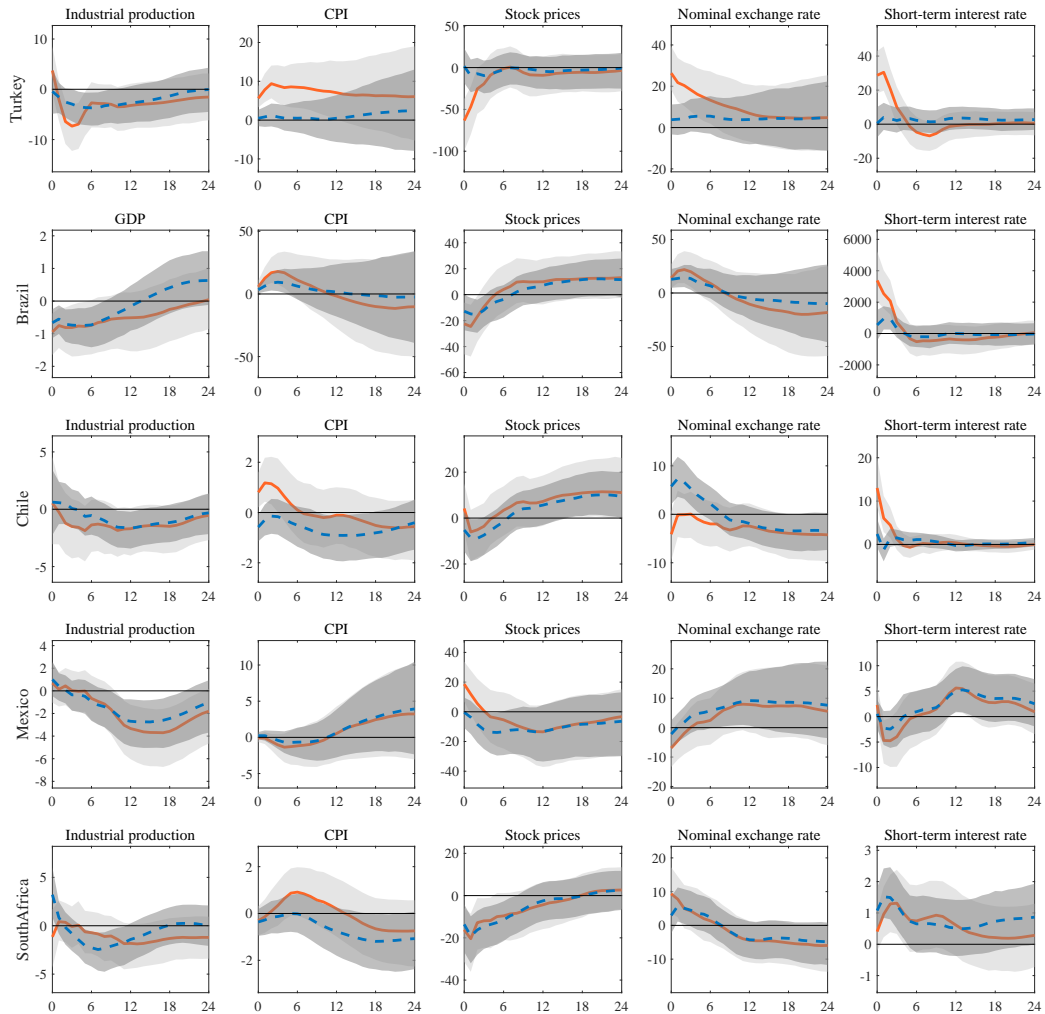 Industrial production CPI Stock prices Nominal exchange rate Short-term interest rate
Turkey
10 0 -10
20 10 0 -10
0 -50 -100
40 20 0 -20
40 20 0 -20
0 6 12 18 24 0 6 12 18 24 0 6 12 18 24 0 6 12 18 24 0 6 12 18 24
GDP CPI Stock prices Nominal exchange rate Short-term interest rate
Brazil
2 1 0 -1 -2
50 0 -50
40 20 0 -20 -40 -60
50 0 -50
6000 4000 2000 0 -2000
0 6 12 18 24 0 6 12 18 24 0 6 12 18 24 0 6 12 18 24 0 6 12 18 24
Industrial production CPI Stock prices Nominal exchange rate Short-term interest rate
Chile
5 0 -5
2 0 -2
20 0 -20
10 0 -10
20 10 0
0 6 12 18 24 0 6 12 18 24 0 6 12 18 24 0 6 12 18 24 0 6 12 18 24
Industrial production CPI Stock prices Nominal exchange rate Short-term interest rate
Mexico
4 2 0 -2 -4 -6 -8
10 5 0 -5
40 20 0 -20 -40
20 10 0 -10 -20
10 5 0 -5 -10
0 6 12 18 24 0 6 12 18 24 0 6 12 18 24 0 6 12 18 24 0 6 12 18 24
Industrial production CPI Stock prices Nominal exchange rate Short-term interest rate
SouthAfrica
5 0 -5
2 0 -2
20 0 -20 -40
20 10 0 -10
3 2 1 0 -1
0 6 12 18 24 0 6 12 18 24 0 6 12 18 24 0 6 12 18 24 0 6 12 18 24